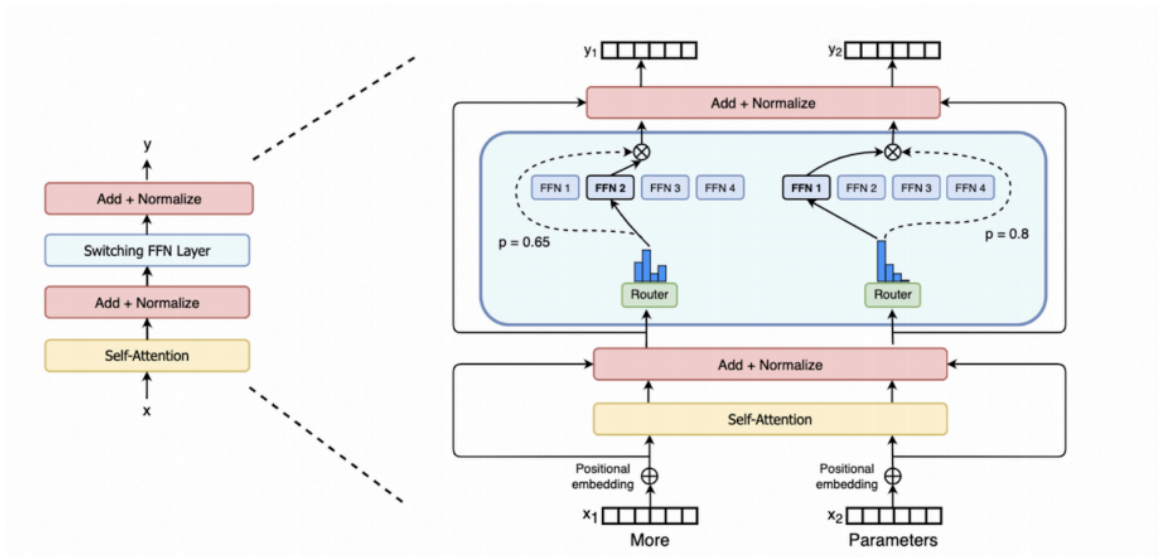 y
Add + Normalize
Switching FFN Layer
Add + Normalize
Self-Attention
x
y1 y2
Add + Normalize
FFN 1 FFN 2 FFN 3 FFN 4 FFN 1 FFN 2 FFN 3 FFN 4
p = 0.65 p = 0.8
Router Router
Add + Normalize
Self-Attention
Positional embedding Positional embedding
x1 x2
More Parameters